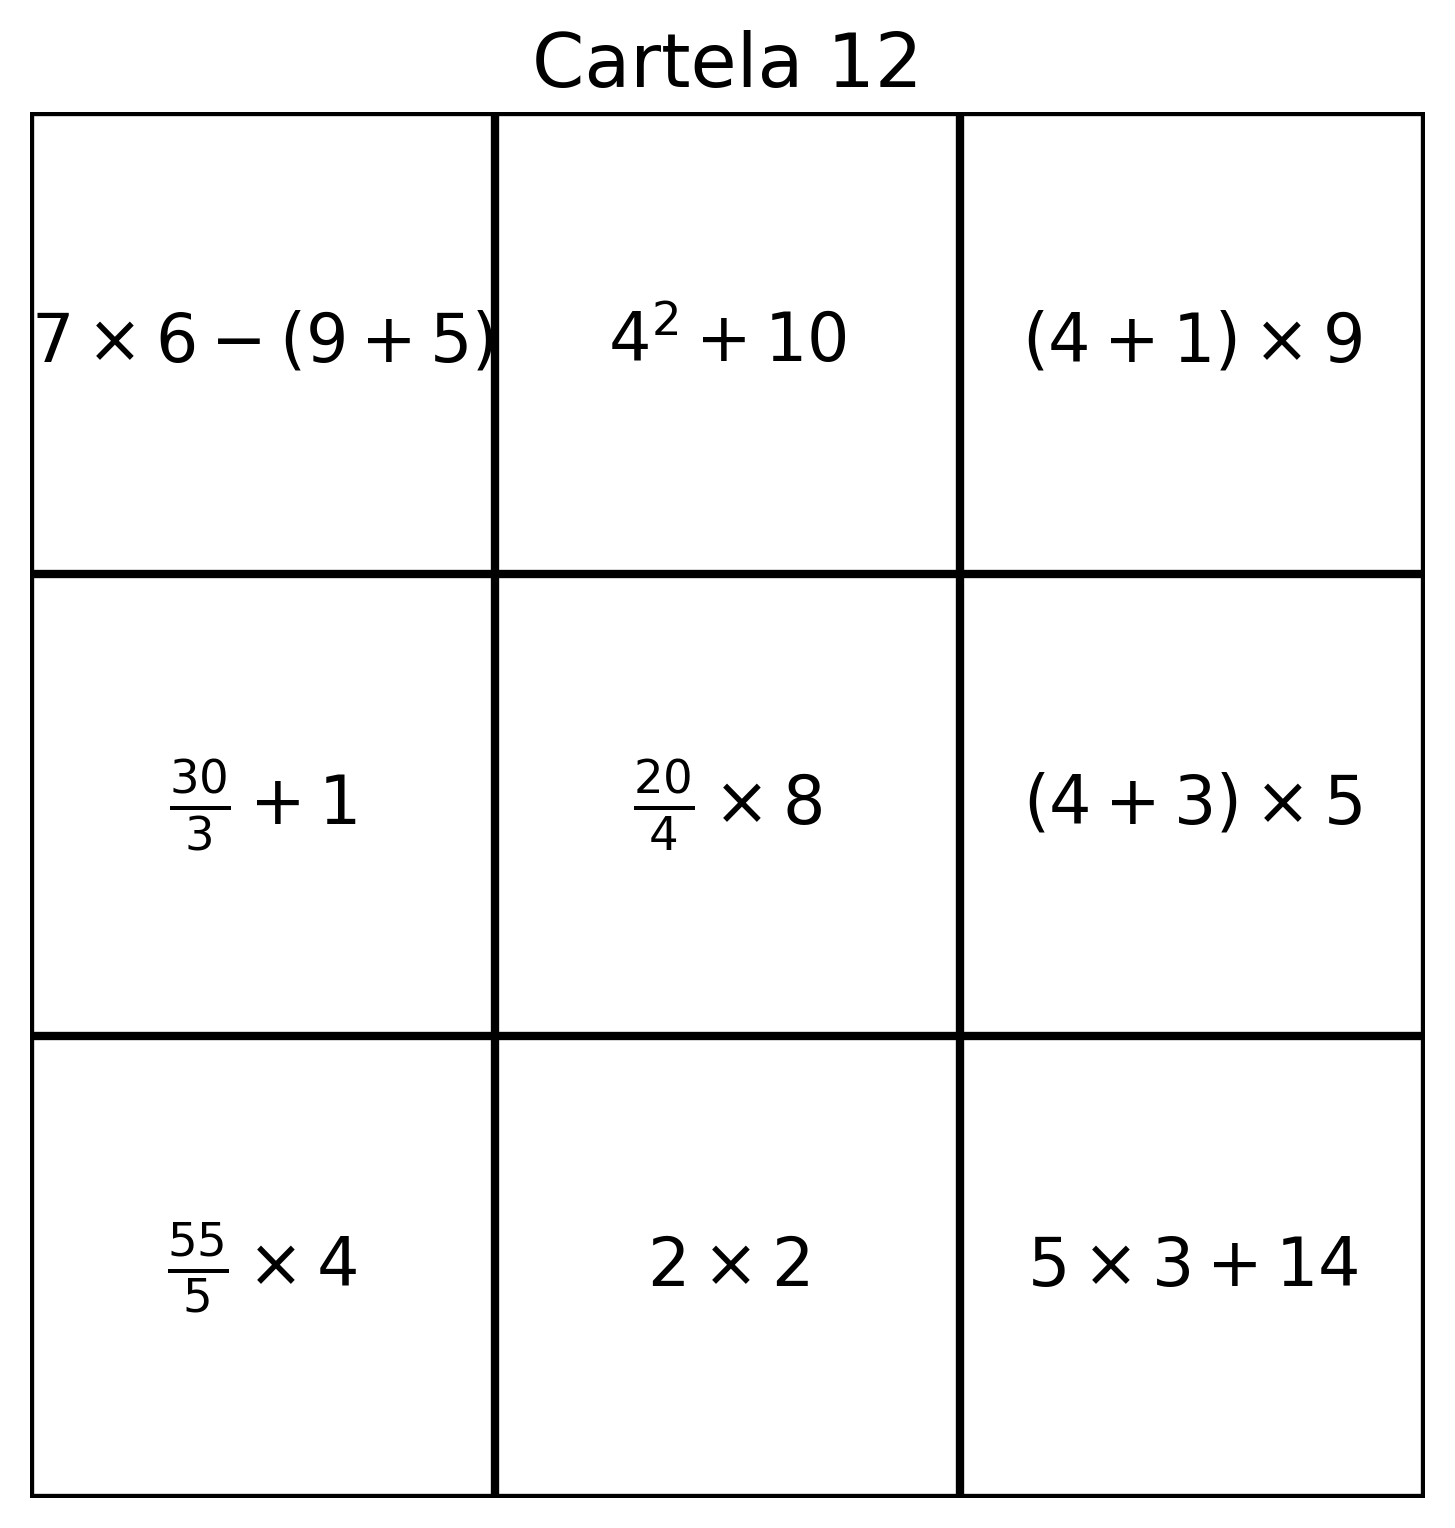 Cartela 12
7 × 6 − (9 + 5) 4² + 10 (4 + 1) × 9
30/3 + 1 20/4 × 8 (4 + 3) × 5
55/5 × 4 2 × 2 5 × 3 + 14